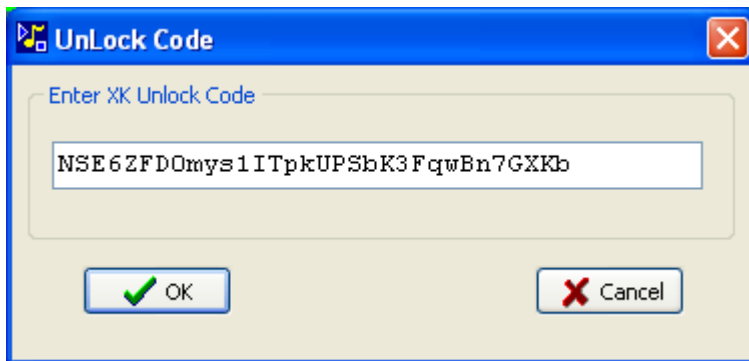 UnLock Code
Enter XK Unlock Code
NSE6ZFDOmys1ITpkUPSbK3FqwBn7GXKb
OK Cancel